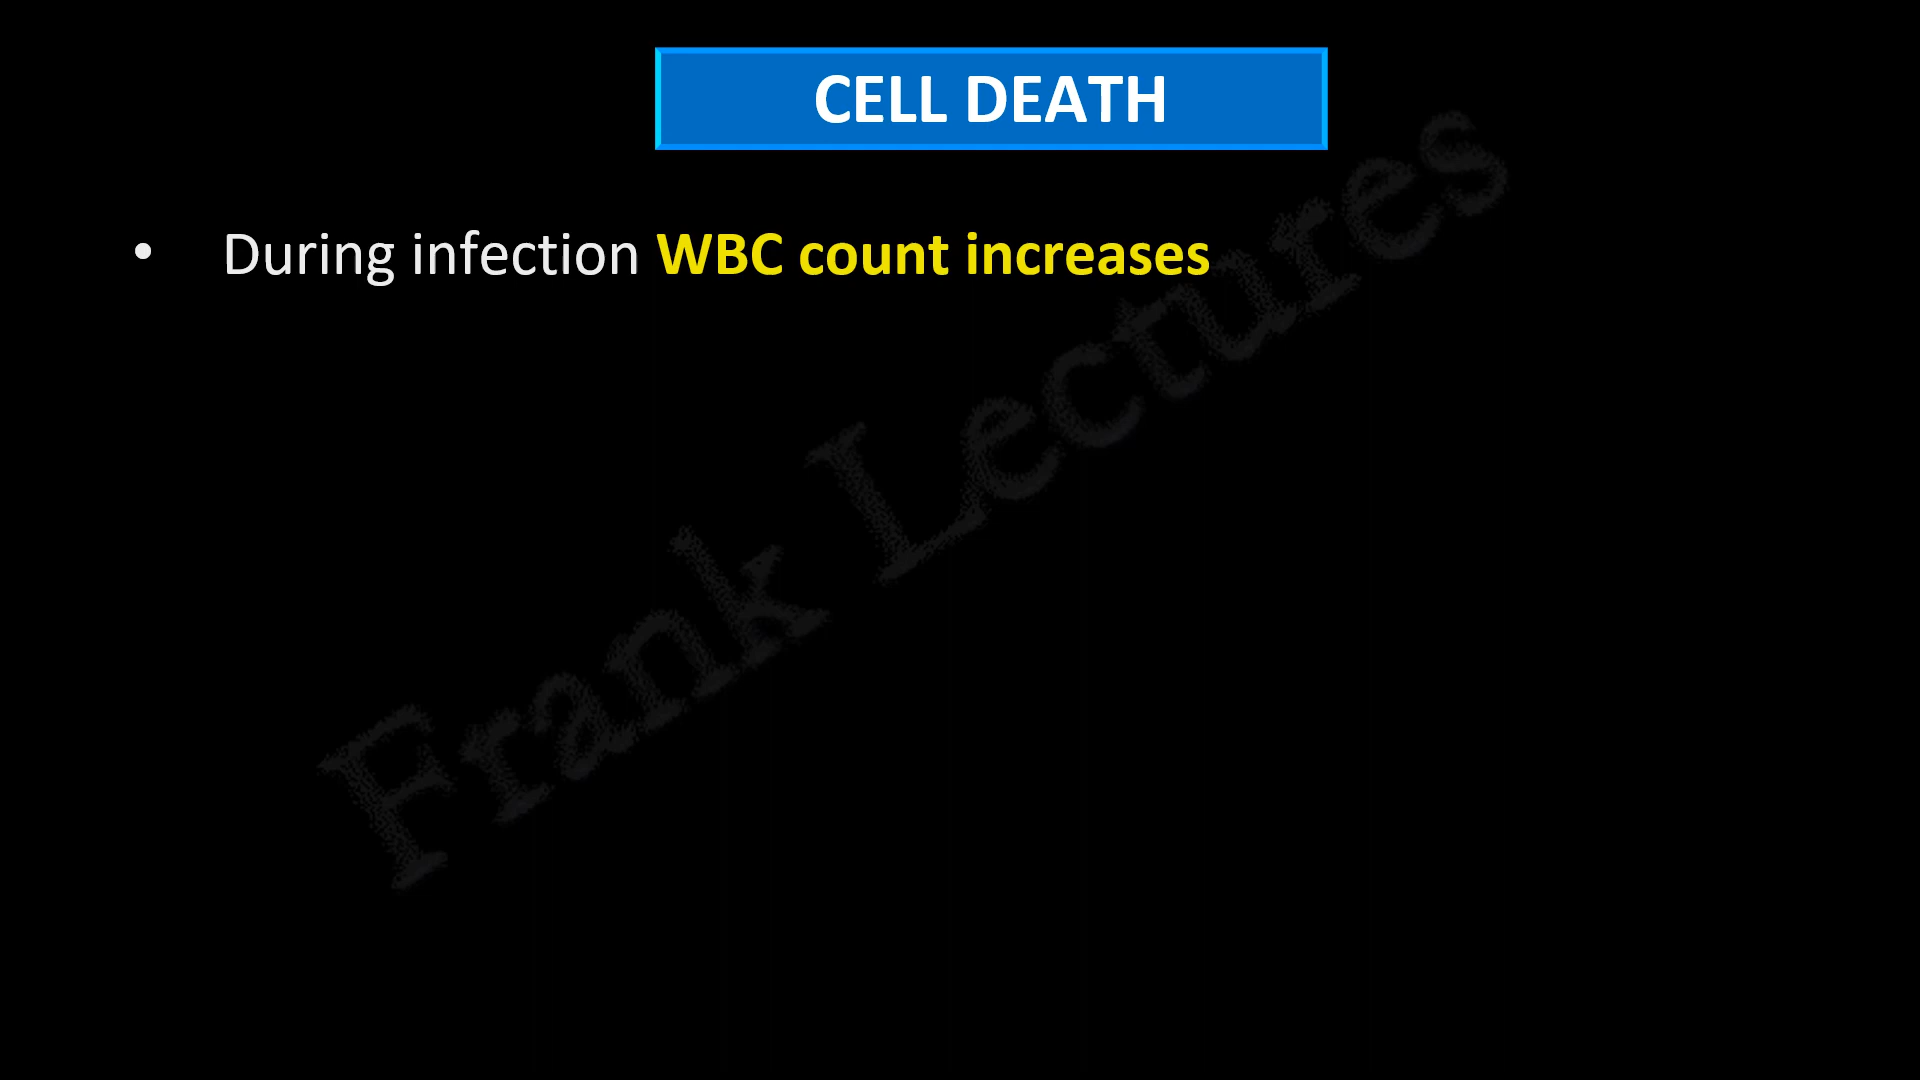 CELL DEATH
• During infection WBC count increases
Frank Lectures